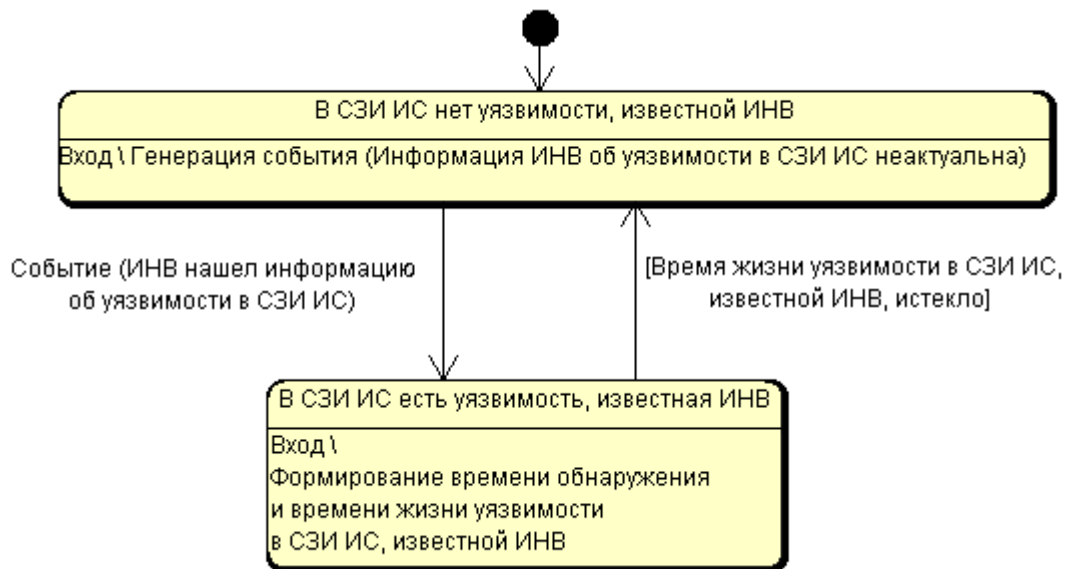 В СЗИ ИС нет уязвимости, известной ИНВ
Вход \ Генерация события (Информация ИНВ об уязвимости в СЗИ ИС неактуальна)
Событие (ИНВ нашел информацию
об уязвимости в СЗИ ИС)
[Время жизни уязвимости в СЗИ ИС,
известной ИНВ, истекло]
В СЗИ ИС есть уязвимость, известная ИНВ
Вход \
Формирование времени обнаружения
и времени жизни уязвимости
в СЗИ ИС, известной ИНВ